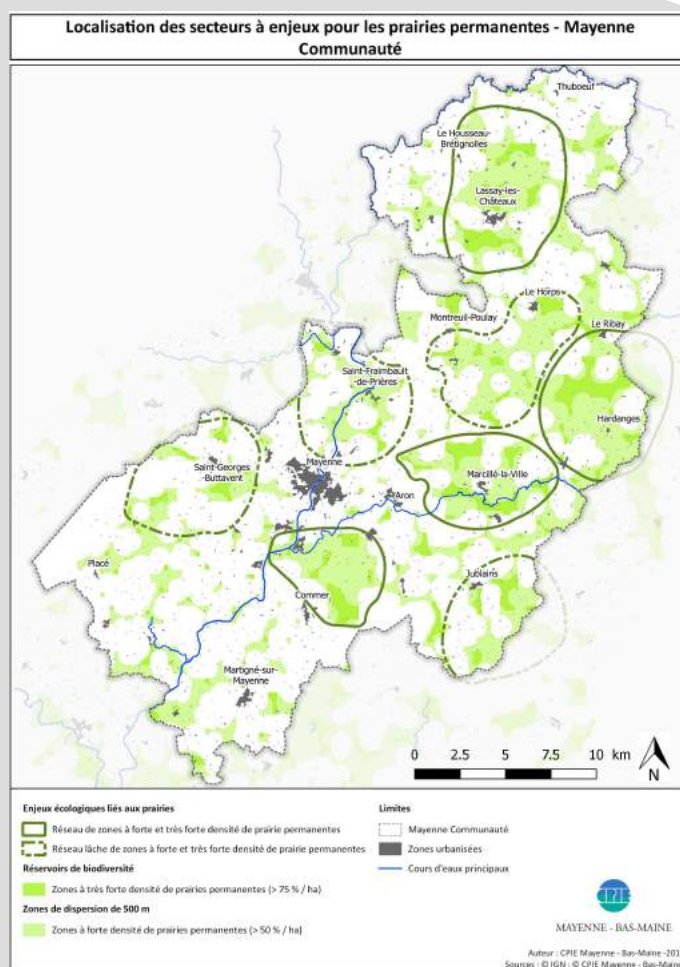 Localisation des secteurs à enjeux pour les prairies permanentes - Mayenne
Communauté
Thuboeuf
Le Housseau-
Brétignolles
Lassay-les-
Châteaux
Le Horps
Montreuil-Poulay
Le Ribay
Saint-Fraimbault
-de-Prières
Hardanges
Saint-Georges
-Buttavent
Mayenne
Marcillé-la-Ville
Aron
Placé
Jublains
Commer
Martigné-sur-
Mayenne
0 2.5 5 7.5 10 km
N
Enjeux écologiques liés aux prairies
Réseau de zones à forte et très forte densité de prairie permanentes
Réseau lâche de zones à forte et très forte densité de prairie permanentes
Réservoirs de biodiversité
Zones à très forte densité de prairies permanentes (> 75 % / ha)
Zones de dispersion de 500 m
Zones à forte densité de prairies permanentes (> 50 % / ha)
Limites
Mayenne Communauté
Zones urbanisées
Cours d'eaux principaux
CPIE
MAYENNE - BAS-MAINE
Auteur : CPIE Mayenne - Bas-Maine -201
Sources : © IGN ; © CPIE Mayenne - Bas-Maine